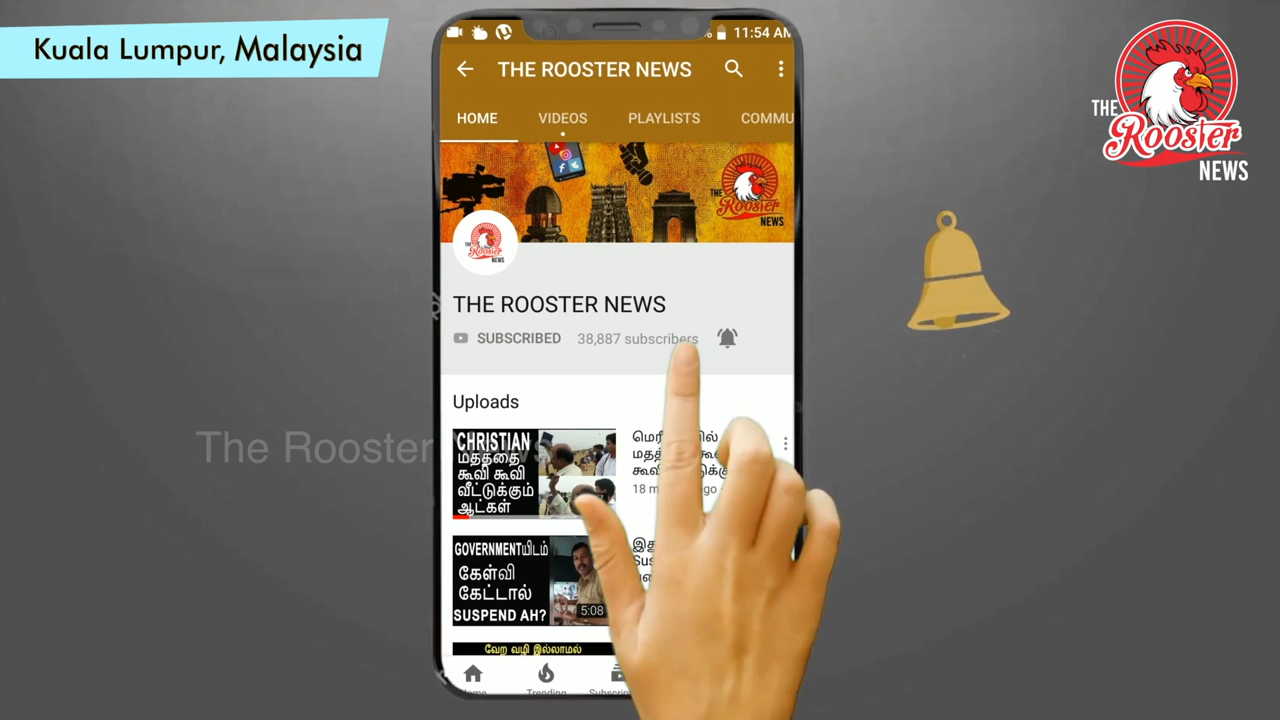 Kuala Lumpur, Malaysia
11:54 AM
THE ROOSTER NEWS
HOME VIDEOS PLAYLISTS COMMU
THE
Rooster
NEWS
THE
Rooster
NEWS
THE ROOSTER NEWS
SUBSCRIBED 38,887 subscribers
Uploads
The Rooster
CHRISTIAN
மதத்தை
கூவி கூவி
வீட்டுக்கும்
ஆட்கள்
18
GOVERNMENTயிடம்
கேள்வி
கேட்டால்
SUSPEND AH?
5:08
வேற வழி இல்லாமல்
Trending